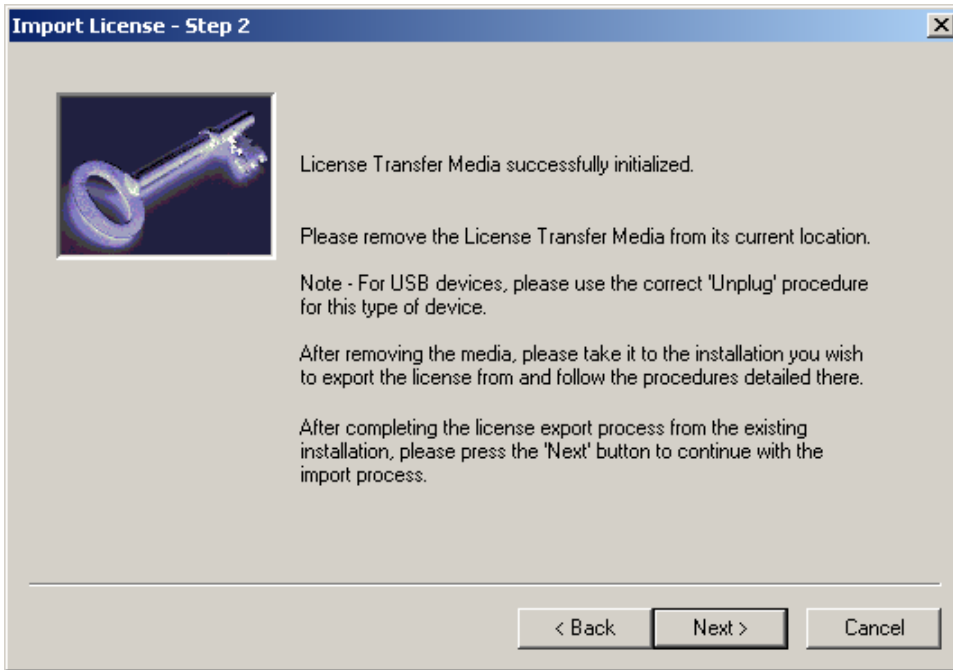 Import License - Step 2
License Transfer Media successfully initialized.
Please remove the License Transfer Media from its current location.
Note - For USB devices, please use the correct 'Unplug' procedure
for this type of device.
After removing the media, please take it to the installation you wish
to export the license from and follow the procedures detailed there.
After completing the license export process from the existing
installation, please press the 'Next' button to continue with the
import process.
< Back
Next >
Cancel